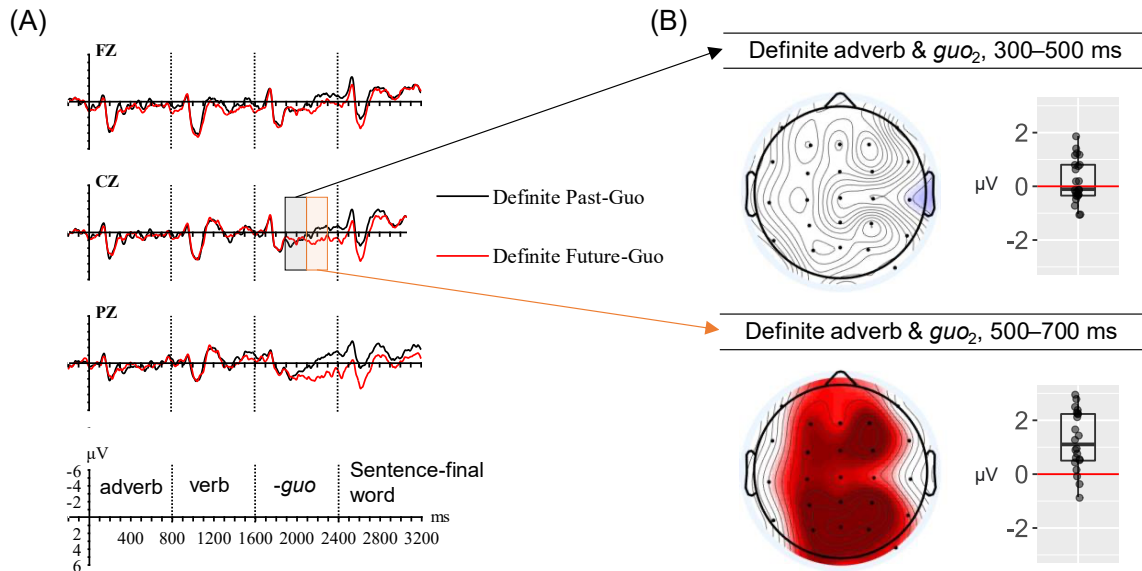 (A)
FZ
CZ
PZ
Definite Past-Guo
Definite Future-Guo
µV
-6
-4
-2
2
4
6
adverb
verb
-guo
Sentence-final
word
ms
400 800 1200 1600 2000 2400 2800 3200
(B)
Definite adverb & guo₂, 300–500 ms
µV
2
0
-2
Definite adverb & guo₂, 500–700 ms
µV
2
0
-2